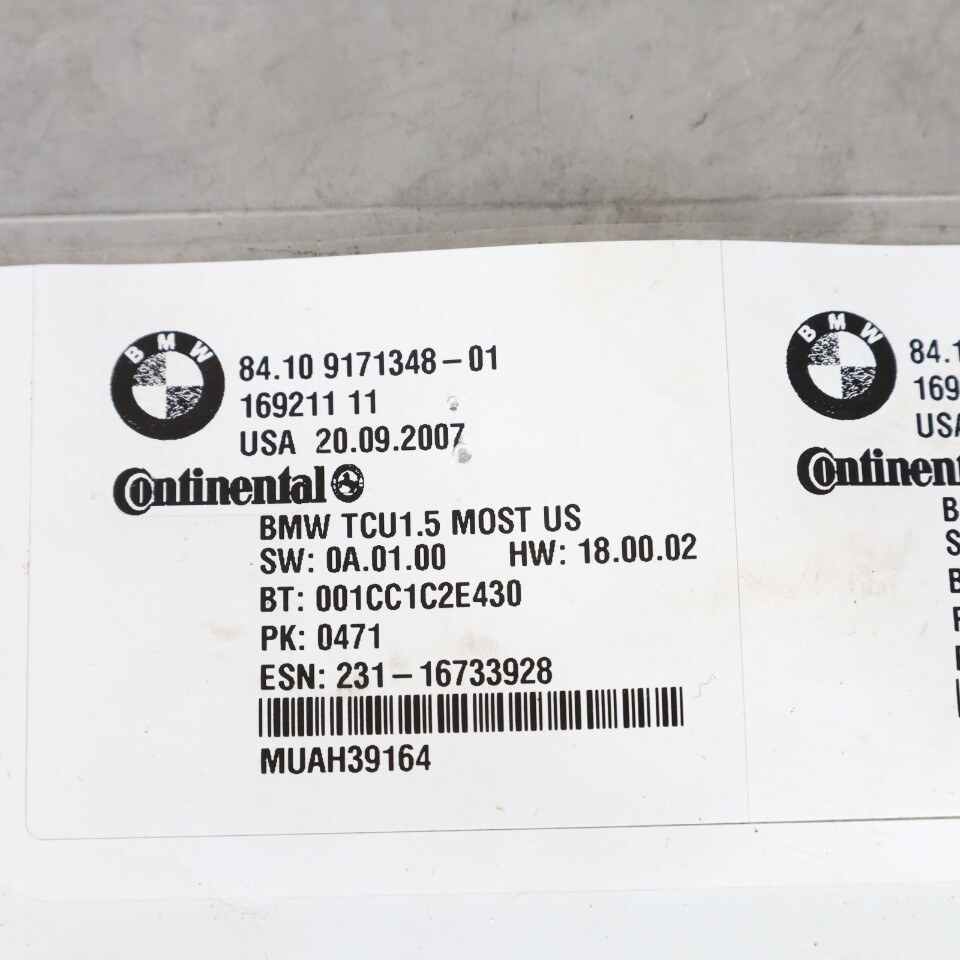 BMW
84.10 9171348-01
169211 11
USA 20.09.2007
Continental
BMW TCU1.5 MOST US
SW: 0A.01.00 HW: 18.00.02
BT: 001CC1C2E430
PK: 0471
ESN: 231-16733928
MUAH39164
BMW
84.1
169
USA
Continental
B
S
B